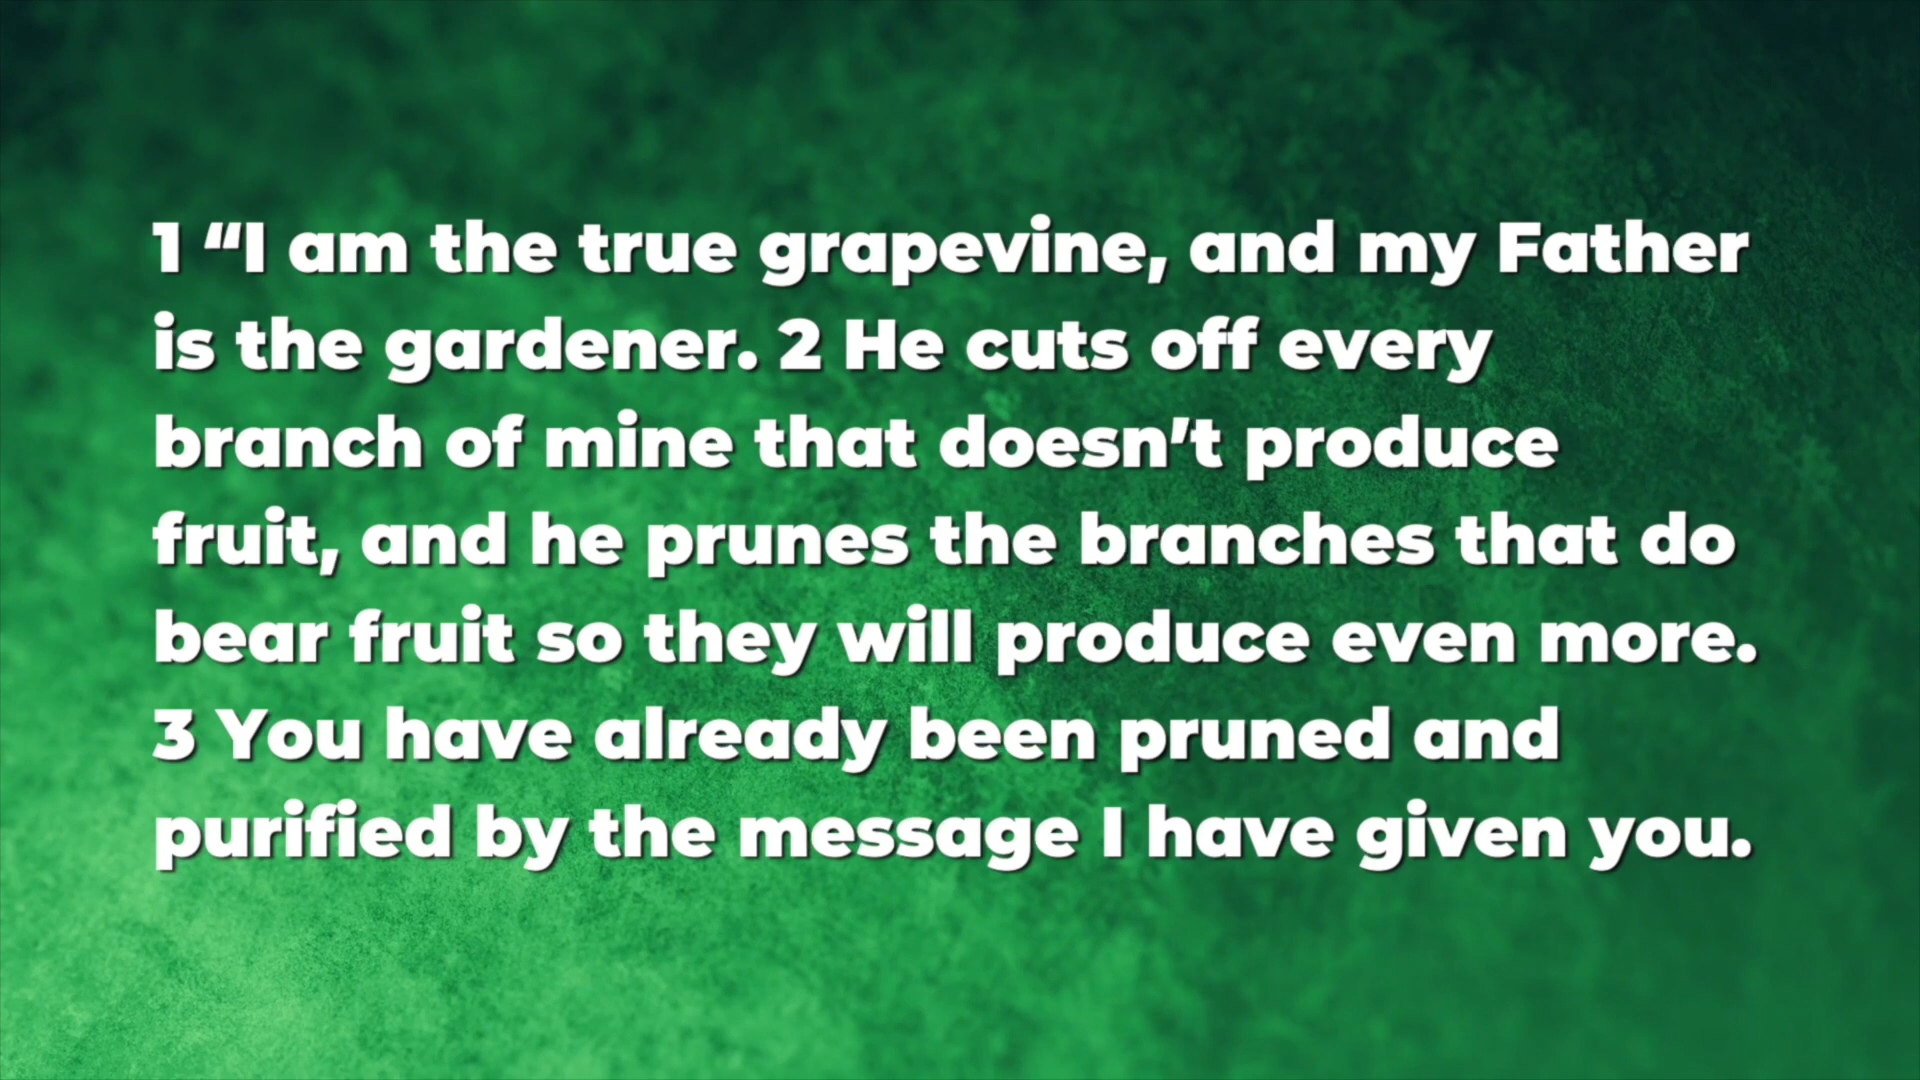 1 “I am the true grapevine, and my Father
is the gardener. 2 He cuts off every
branch of mine that doesn’t produce
fruit, and he prunes the branches that do
bear fruit so they will produce even more.
3 You have already been pruned and
purified by the message I have given you.